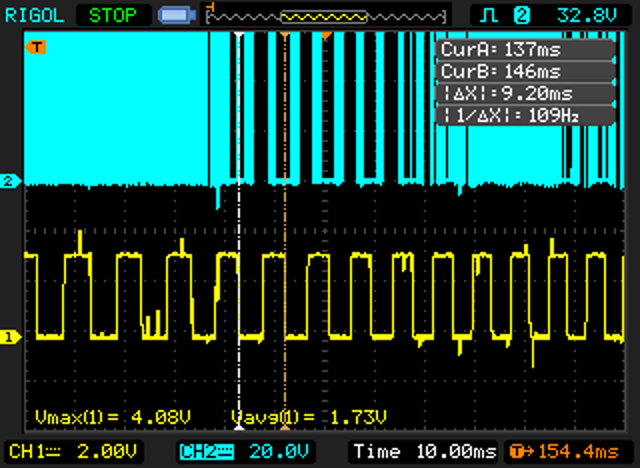 RIGOL STOP T 2 32.8V
T
CurA: 137ms
CurB: 146ms
|ΔX|: 9.20ms
|1/ΔX|: 109Hz
2
1
Vmax(1)= 4.08V Vavg(1)= 1.73V
CH1 2.00V CH2 20.0V Time 10.00ms T→154.4ms